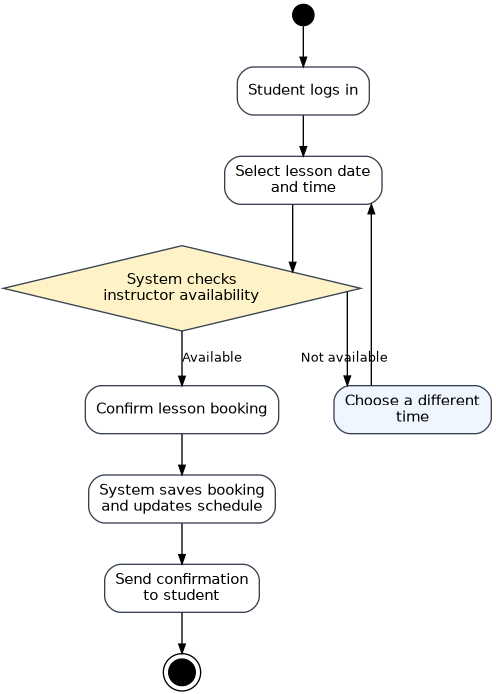 Student logs in
Select lesson date
and time
System checks
instructor availability
Available
Not available
Confirm lesson booking
Choose a different
time
System saves booking
and updates schedule
Send confirmation
to student